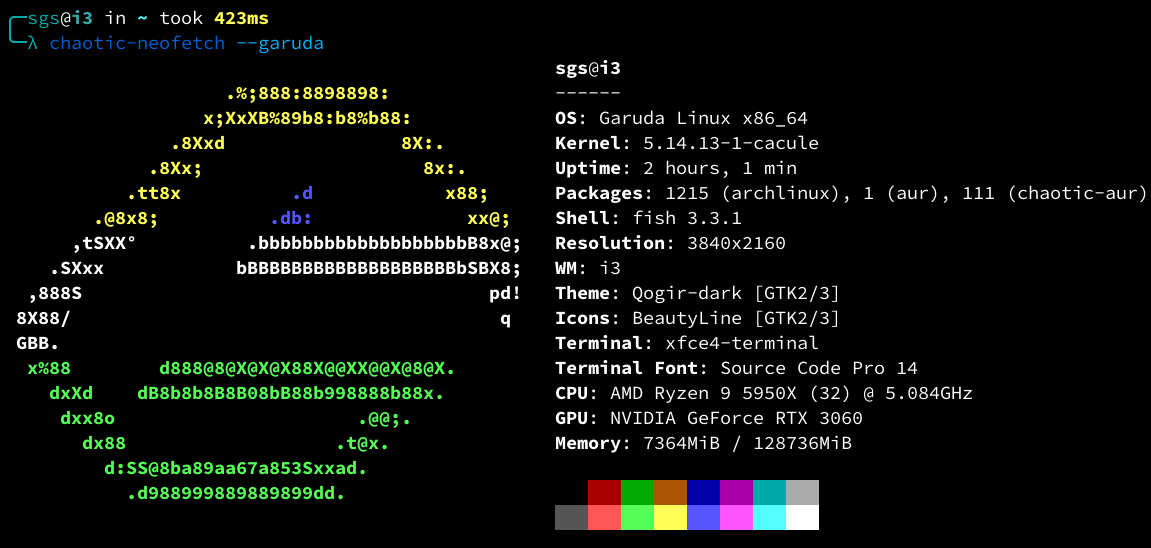 sgs@i3 in ~ took 423ms
λ chaotic-neofetch --garuda
sgs@i3
.%;888:8898898: ------
x;XxXB%89b8:b8%b88: OS: Garuda Linux x86_64
.8Xxd 8X:. Kernel: 5.14.13-1-cacule
.8Xx; 8x:. Uptime: 2 hours, 1 min
.tt8x .d x88; Packages: 1215 (archlinux), 1 (aur), 111 (chaotic-aur)
.@8x8; .db: xx@; Shell: fish 3.3.1
,tSXX° .bbbbbbbbbbbbbbbbbbbB8x@; Resolution: 3840x2160
.SXxx bBBBBBBBBBBBBBBBBBBBbSBX8; WM: i3
,888S pd! Theme: Qogir-dark [GTK2/3]
8X88/ q Icons: BeautyLine [GTK2/3]
GBB. Terminal: xfce4-terminal
x%88 d888@8@X@X@X88X@@XX@@X@8@X. Terminal Font: Source Code Pro 14
dxXd dB8b8b8B8B08bB88b998888b88x. CPU: AMD Ryzen 9 5950X (32) @ 5.084GHz
dxx8o .@@;. GPU: NVIDIA GeForce RTX 3060
dx88 .t@x. Memory: 7364MiB / 128736MiB
d:SS@8ba89aa67a853Sxxad.
.d988999889889899dd.